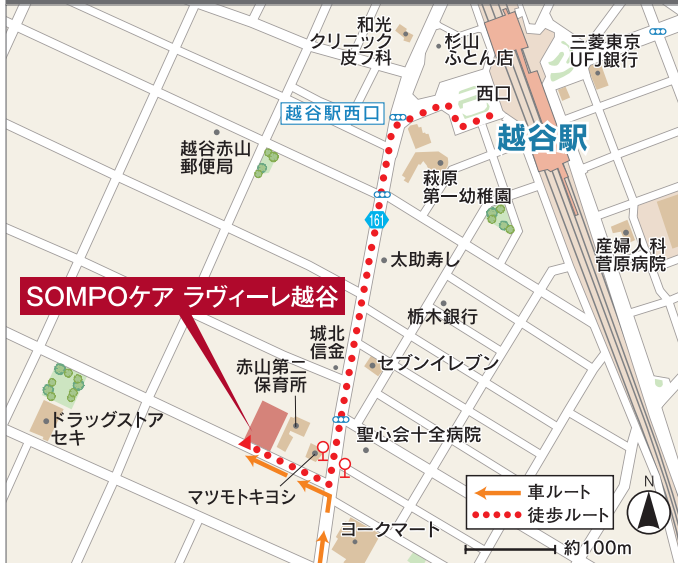 和光
クリニック
皮フ科
杉山
ふとん店
三菱東京
UFJ銀行
西口
越谷駅西口
越谷駅
越谷赤山
郵便局
萩原
第一幼稚園
161
産婦人科
菅原病院
太助寿し
SOMPOケア ラヴィーレ越谷
栃木銀行
城北
信金
セブンイレブン
赤山第二
保育所
ドラッグストア
セキ
聖心会十全病院
マツモトキヨシ
ヨークマート
車ルート
徒歩ルート
N
約100m